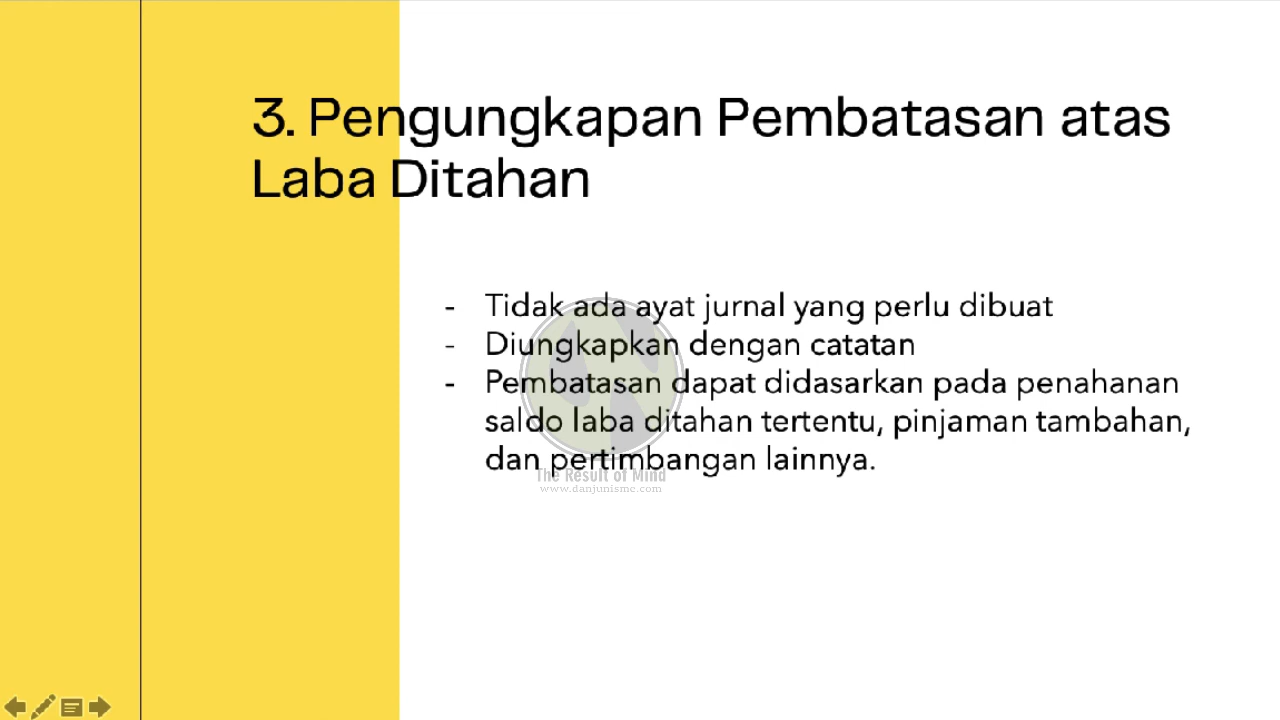 3. Pengungkapan Pembatasan atas
Laba Ditahan
- Tidak ada ayat jurnal yang perlu dibuat
- Diungkapkan dengan catatan
- Pembatasan dapat didasarkan pada penahanan
saldo laba ditahan tertentu, pinjaman tambahan,
dan pertimbangan lainnya.
The Result of Mind
www.danjunisme.com